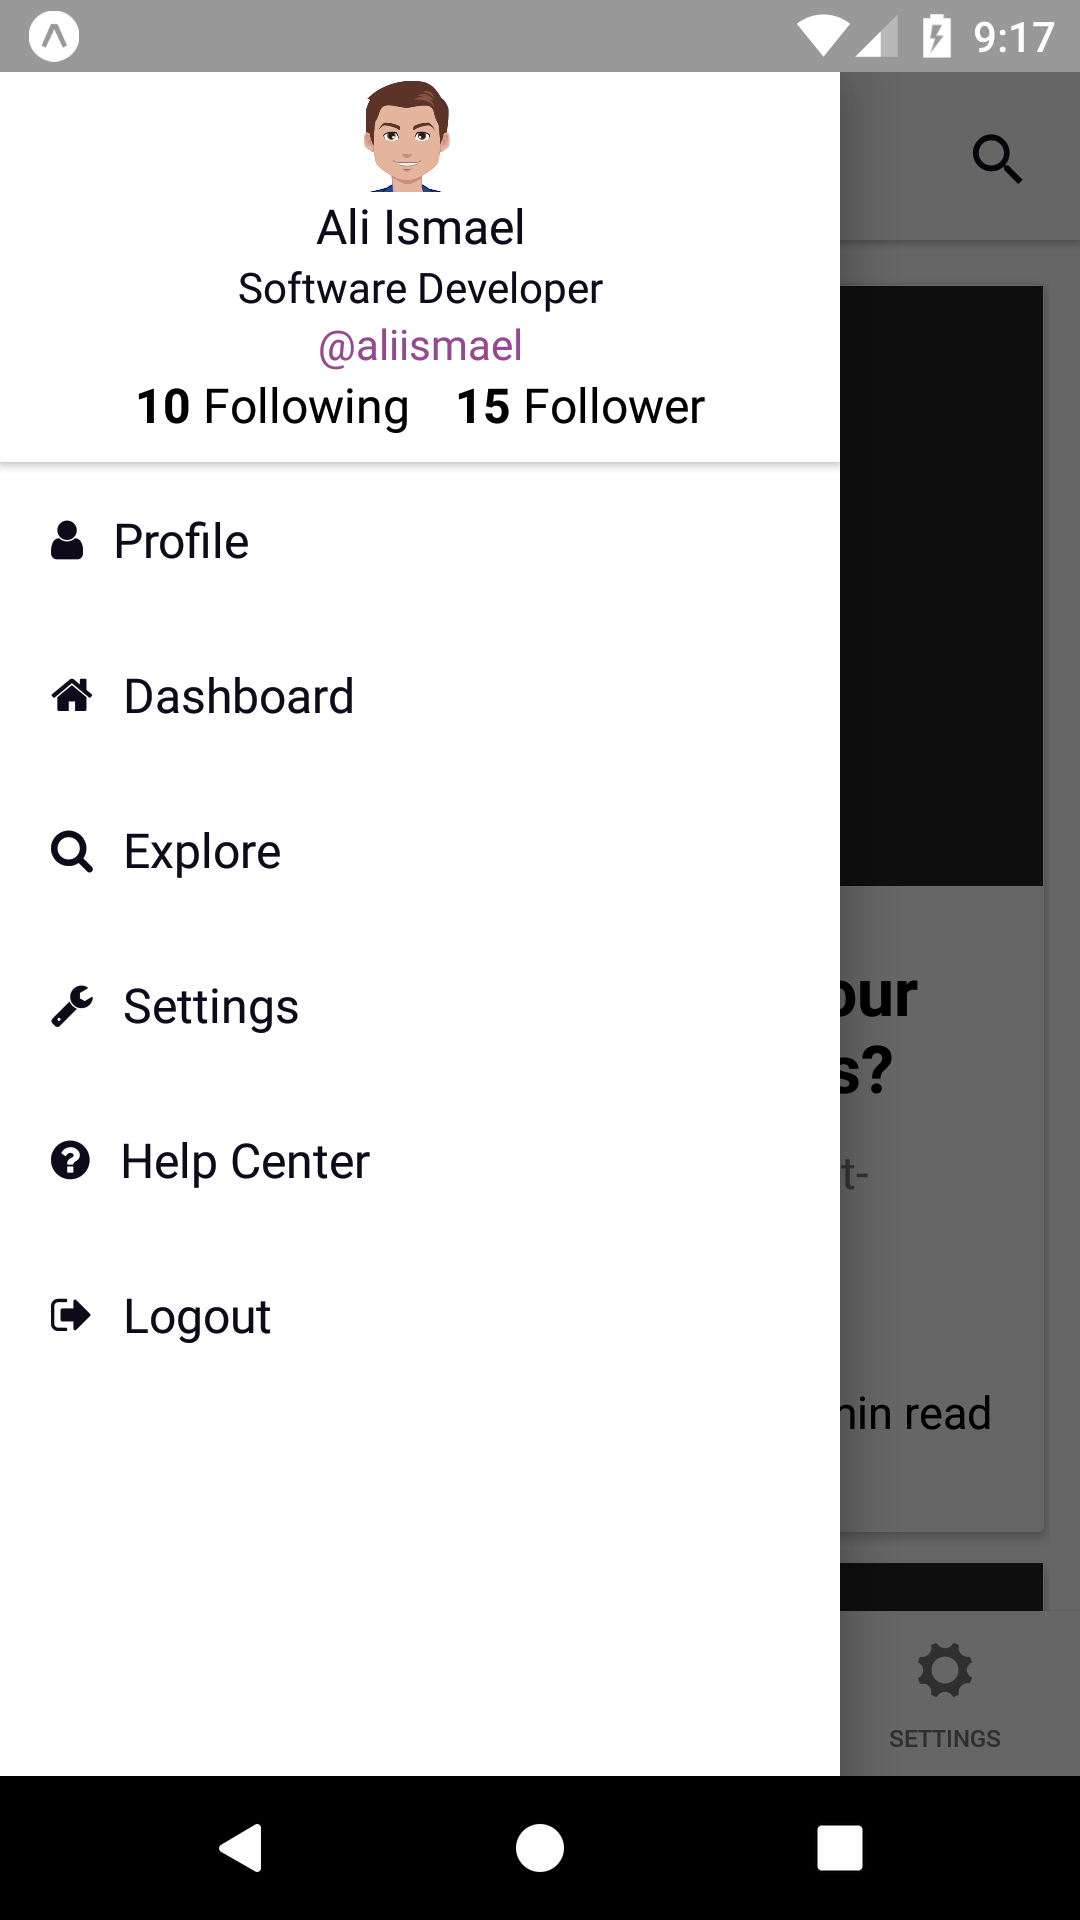 9:17
Ali Ismael
Software Developer
@aliismael
10 Following 15 Follower
Profile
Dashboard
Explore
Settings
Help Center
Logout
our
s?
t-
min read
SETTINGS